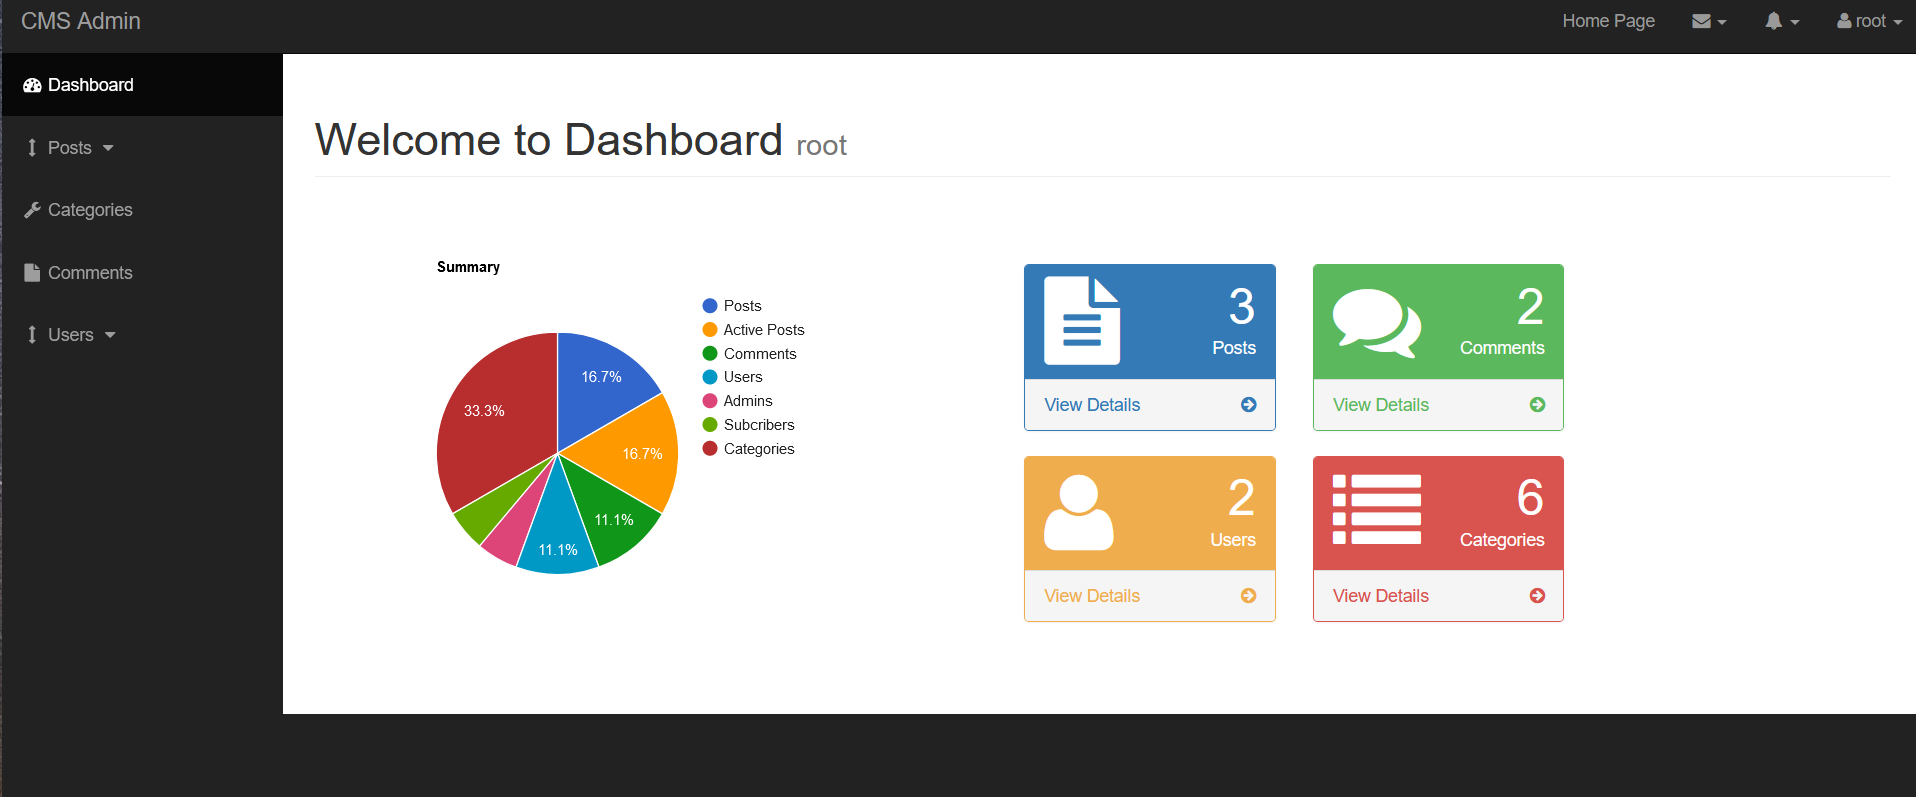 CMS Admin
Home Page
root
Dashboard
Posts
Categories
Comments
Users
Welcome to Dashboard root
Summary
16.7%
16.7%
11.1%
11.1%
33.3%
Posts
Active Posts
Comments
Users
Admins
Subcribers
Categories
3
Posts
View Details
2
Comments
View Details
2
Users
View Details
6
Categories
View Details